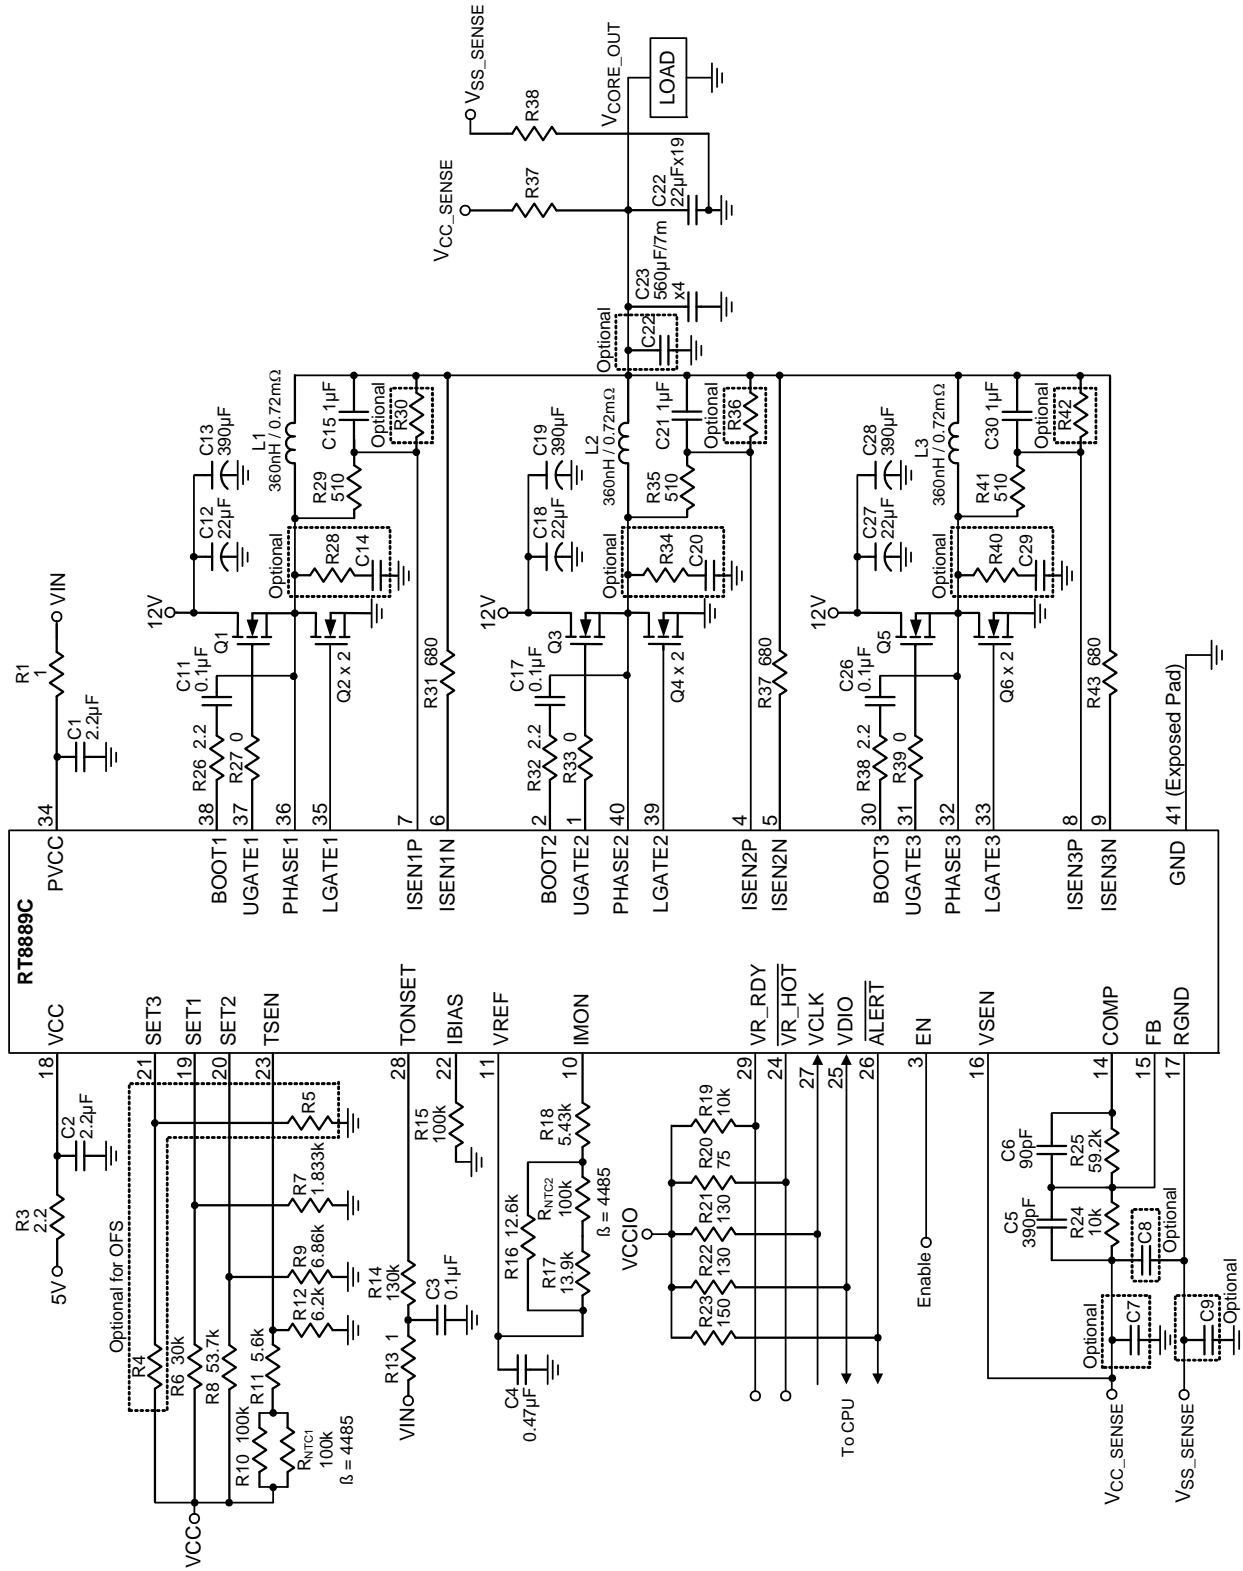 RT8889C
5V
R3
2.2
C2
2.2µF
18
VCC
Optional for OFS
R4
R5
21
SET3
R6 30k
R7
1.833k
19
SET1
R8 53.7k
R9
6.86k
20
SET2
VCC
R10 100k
RNTC1
100k
ß = 4485
R11 5.6k
R12
6.2k
23
TSEN
VIN
R13 1
R14
130k
C3
0.1µF
28
TONSET
R15
100k
22
IBIAS
C4
0.47µF
11
VREF
R16 12.6k
R17
13.9k
RNTC2
100k
ß = 4485
R18
5.43k
10
IMON
VCCIO
R23
150
R22
130
R21
130
R20
75
R19
10k
29
VR_RDY
24
VR_HOT
27
VCLK
25
VDIO
26
ALERT
To CPU
Enable
3
EN
16
VSEN
C6
90pF
R25
59.2k
C5
390pF
R24
10k
14
COMP
15
FB
17
RGND
C8
Optional
Optional
C7
C9
Optional
VCC_SENSE
VSS_SENSE
PVCC
34
C1
2.2µF
R1
1
VIN
BOOT1
38
R26 2.2
C11
0.1µF
UGATE1
37
R27 0
Q1
12V
C12
22µF
C13
390µF
PHASE1
36
LGATE1
35
Q2 x 2
Optional
R28
C14
L1
360nH / 0.72mΩ
R29
510
C15 1µF
Optional
R30
ISEN1P
7
ISEN1N
6
R31 680
BOOT2
2
R32 2.2
C17
0.1µF
UGATE2
1
R33 0
Q3
12V
C18
22µF
C19
390µF
PHASE2
40
LGATE2
39
Q4 x 2
Optional
R34
C20
L2
360nH / 0.72mΩ
R35
510
C21 1µF
Optional
R36
ISEN2P
4
ISEN2N
5
R37 680
BOOT3
30
R38 2.2
C26
0.1µF
UGATE3
31
R39 0
Q5
12V
C27
22µF
C28
390µF
PHASE3
32
LGATE3
33
Q6 x 2
Optional
R40
C29
L3
360nH / 0.72mΩ
R41
510
C30 1µF
Optional
R42
ISEN3P
8
ISEN3N
9
R43 680
GND
41 (Exposed Pad)
Optional
C22
C23
560µF/7m
x4
C22
22µFx19
VCC_SENSE
R37
VSS_SENSE
R38
VCORE_OUT
LOAD